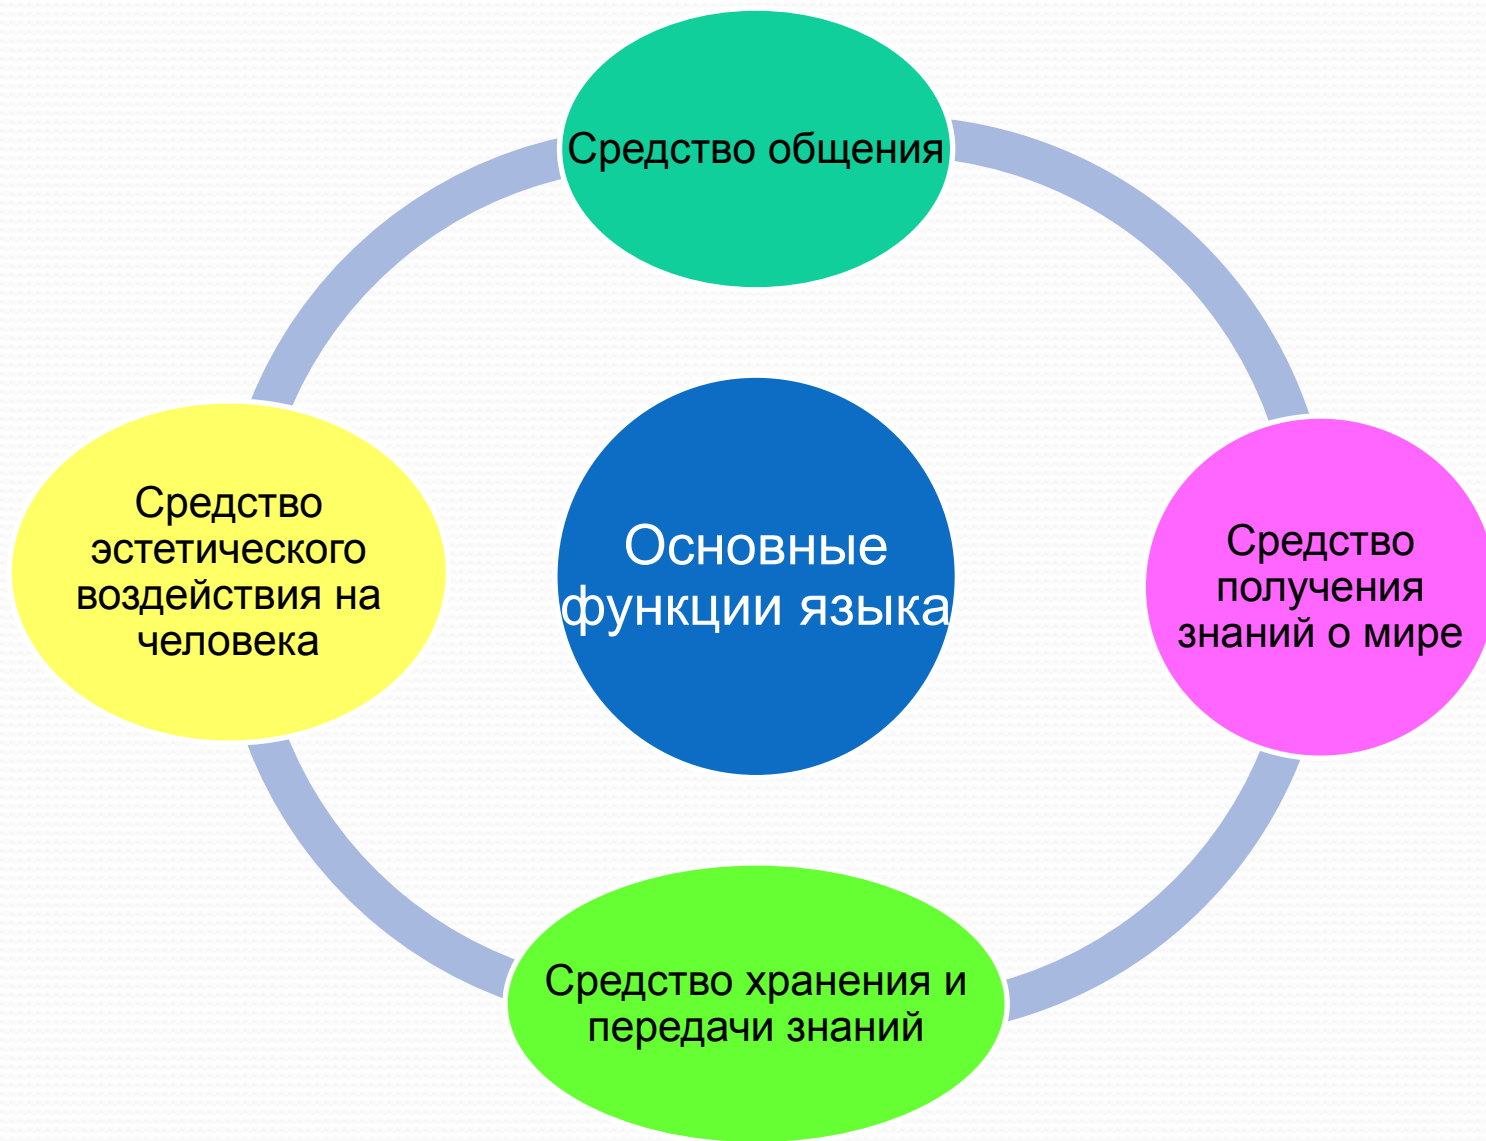 Средство общения
Средство
эстетического
воздействия на
человека
Основные
функции языка
Средство
получения
знаний о мире
Средство хранения и
передачи знаний